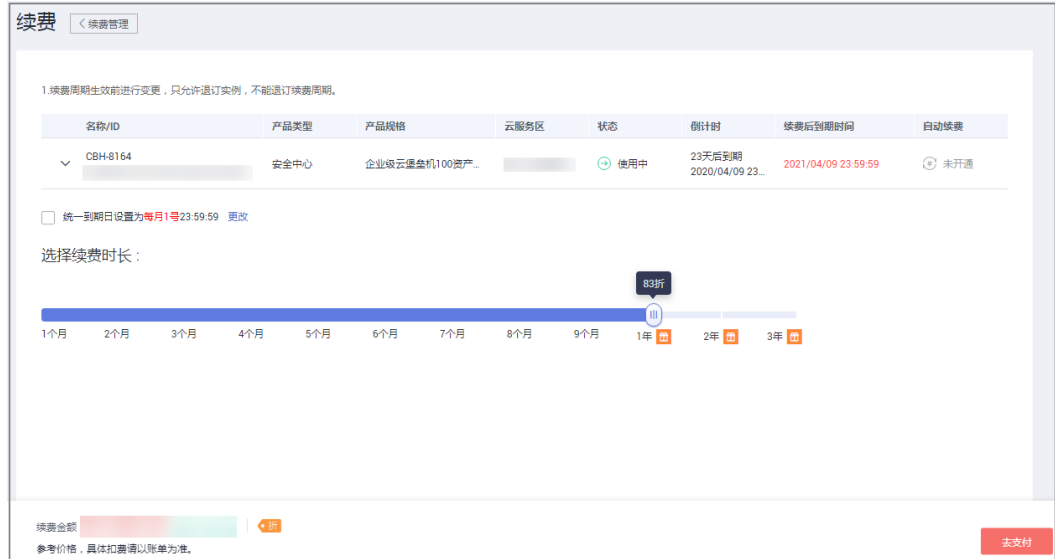 续费 < 续费管理
1.续费周期生效前进行变更，只允许退订实例，不能退订续费周期。
名称/ID 产品类型 产品规格 云服务区 状态 倒计时 续费后到期时间 自动续费
CBH-8164 安全中心 企业级云堡垒机100资产... 使用中 23天后到期 2021/04/09 23:59:59 未开通
2020/04/09 23...
统一到期日设置为每月1号23:59:59 更改
选择续费时长：
83折
1个月 2个月 3个月 4个月 5个月 6个月 7个月 8个月 9个月 1年 2年 3年
续费金额 折
参考价格，具体扣费请以账单为准。
去支付